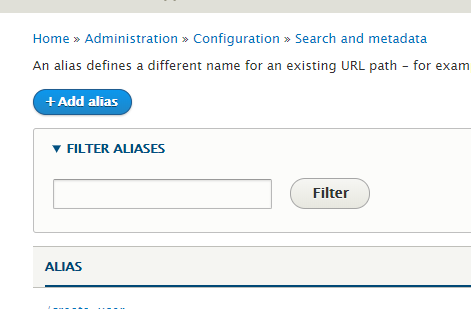 Home » Administration » Configuration » Search and metadata
An alias defines a different name for an existing URL path – for exam
+ Add alias
▼ FILTER ALIASES
Filter
ALIAS